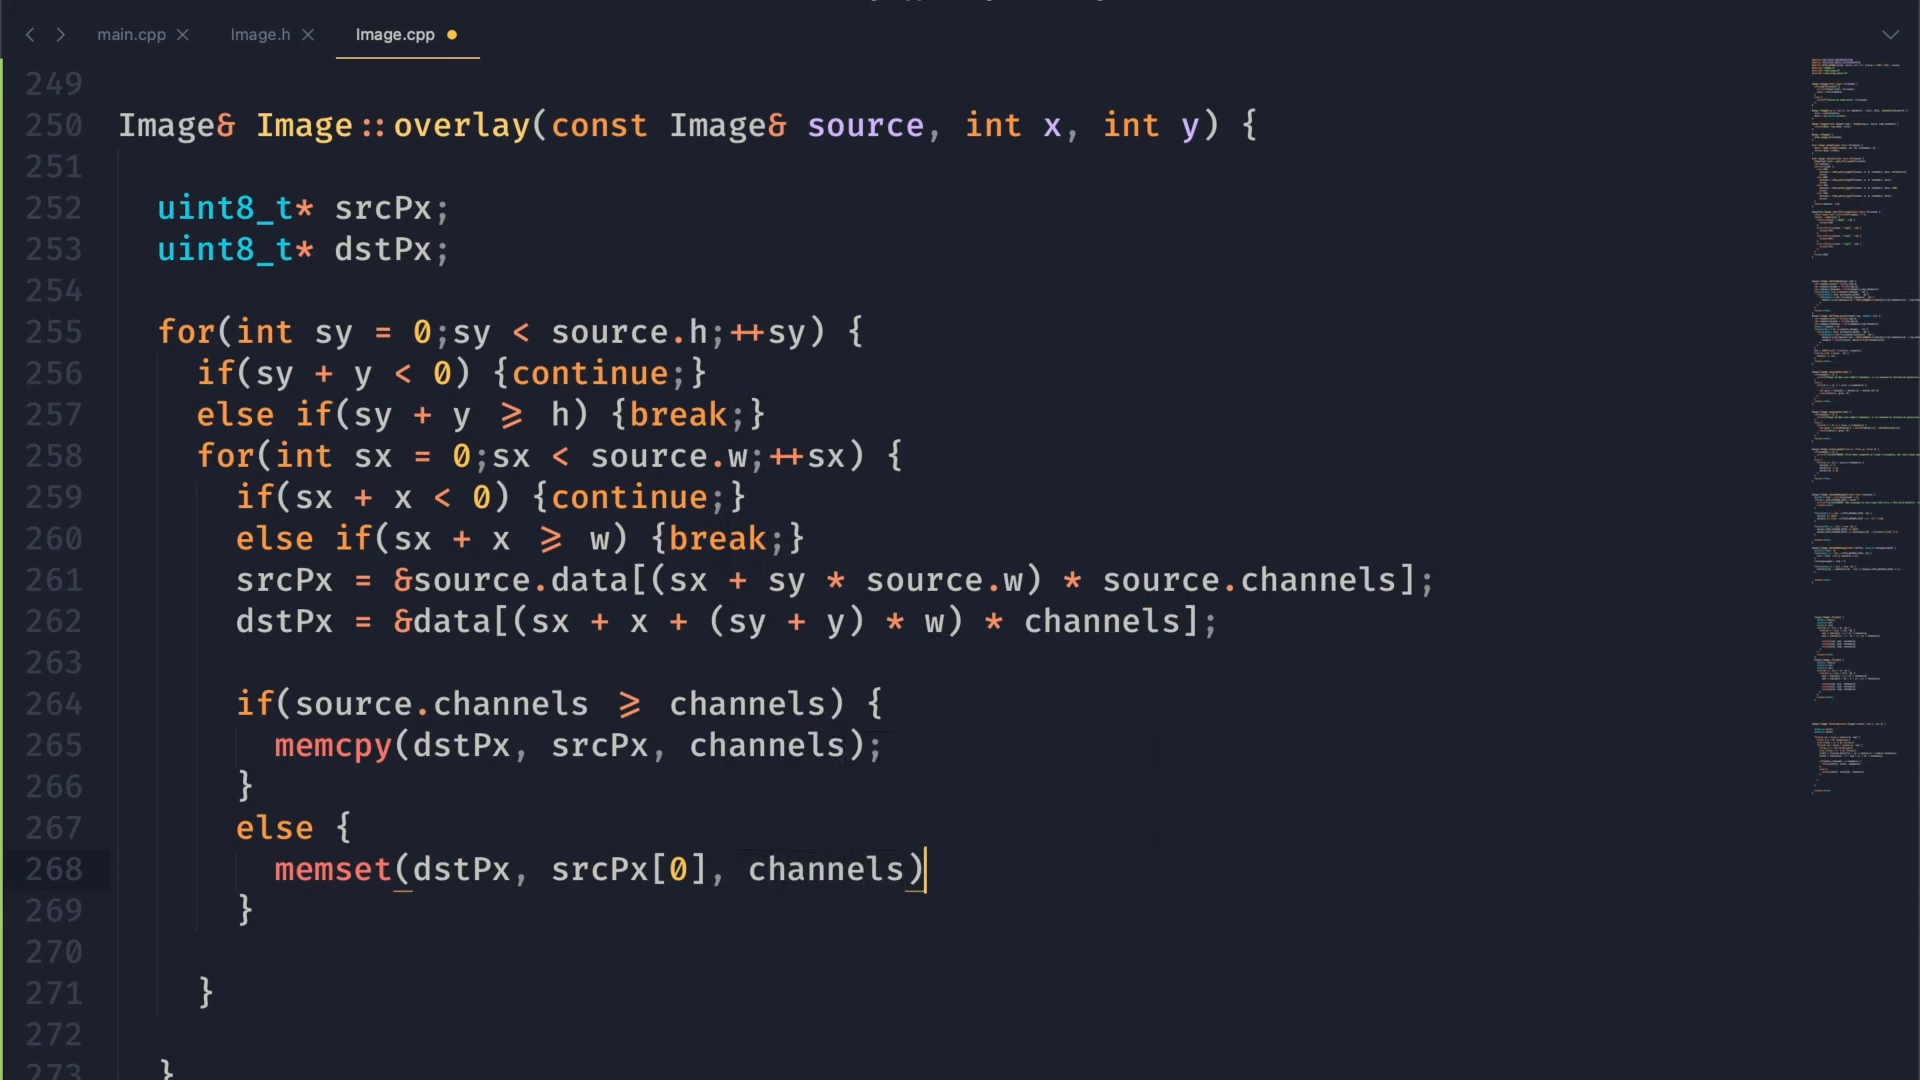 main.cpp Image.h Image.cpp
249
250 Image& Image::overlay(const Image& source, int x, int y) {
251
252 uint8_t* srcPx;
253 uint8_t* dstPx;
254
255 for(int sy = 0;sy < source.h;++sy) {
256 if(sy + y < 0) {continue;}
257 else if(sy + y >= h) {break;}
258 for(int sx = 0;sx < source.w;++sx) {
259 if(sx + x < 0) {continue;}
260 else if(sx + x >= w) {break;}
261 srcPx = &source.data[(sx + sy * source.w) * source.channels];
262 dstPx = &data[(sx + x + (sy + y) * w) * channels];
263
264 if(source.channels >= channels) {
265 memcpy(dstPx, srcPx, channels);
266 }
267 else {
268 memset(dstPx, srcPx[0], channels)
269 }
270
271 }
272
273 }